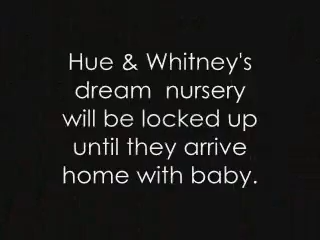 Hue & Whitney's
dream  nursery
will be locked up
until they arrive
home with baby.